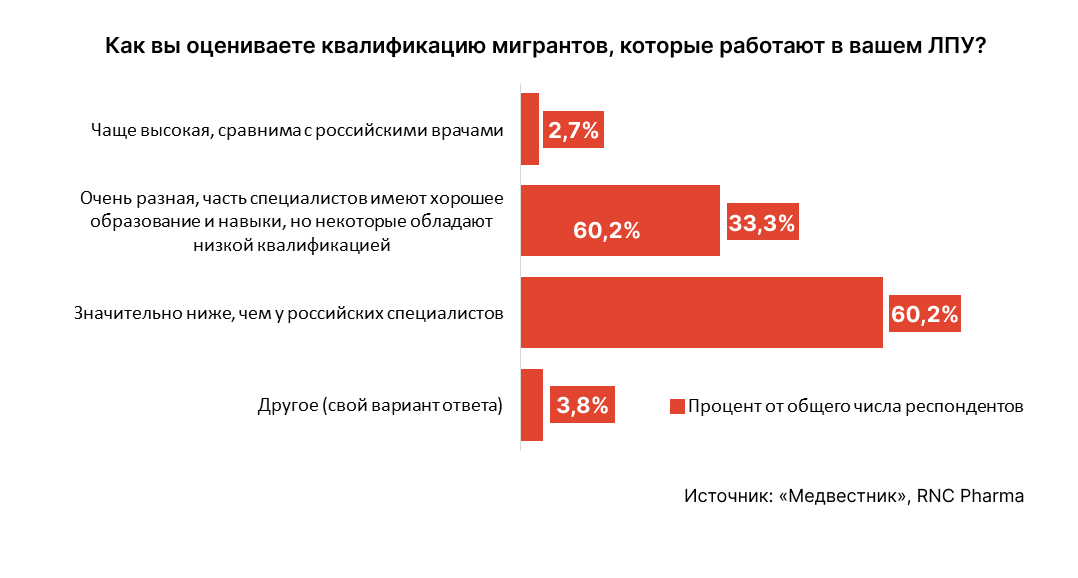 Как вы оцениваете квалификацию мигрантов, которые работают в вашем ЛПУ?
Чаще высокая, сравнима с российскими врачами
2,7%
Очень разная, часть специалистов имеют хорошее
образование и навыки, но некоторые обладают
низкой квалификацией
60,2%
33,3%
Значительно ниже, чем у российских специалистов
60,2%
Другое (свой вариант ответа)
3,8%
Процент от общего числа респондентов
Источник: «Медвестник», RNC Pharma